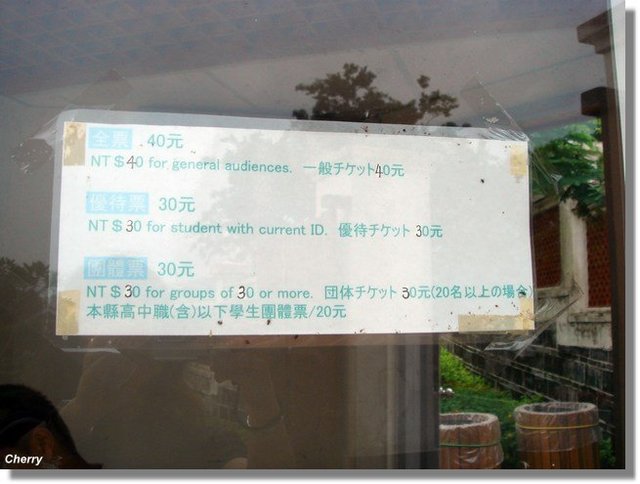 全票 40元
NT $40 for general audiences. 一般チケット40元
優待票 30元
NT $30 for student with current ID. 優待チケット 30元
團體票 30元
NT $30 for groups of 30 or more. 団体チケット 30元(20名以上の場合)
本縣高中職(含)以下學生團體票/20元
Cherry